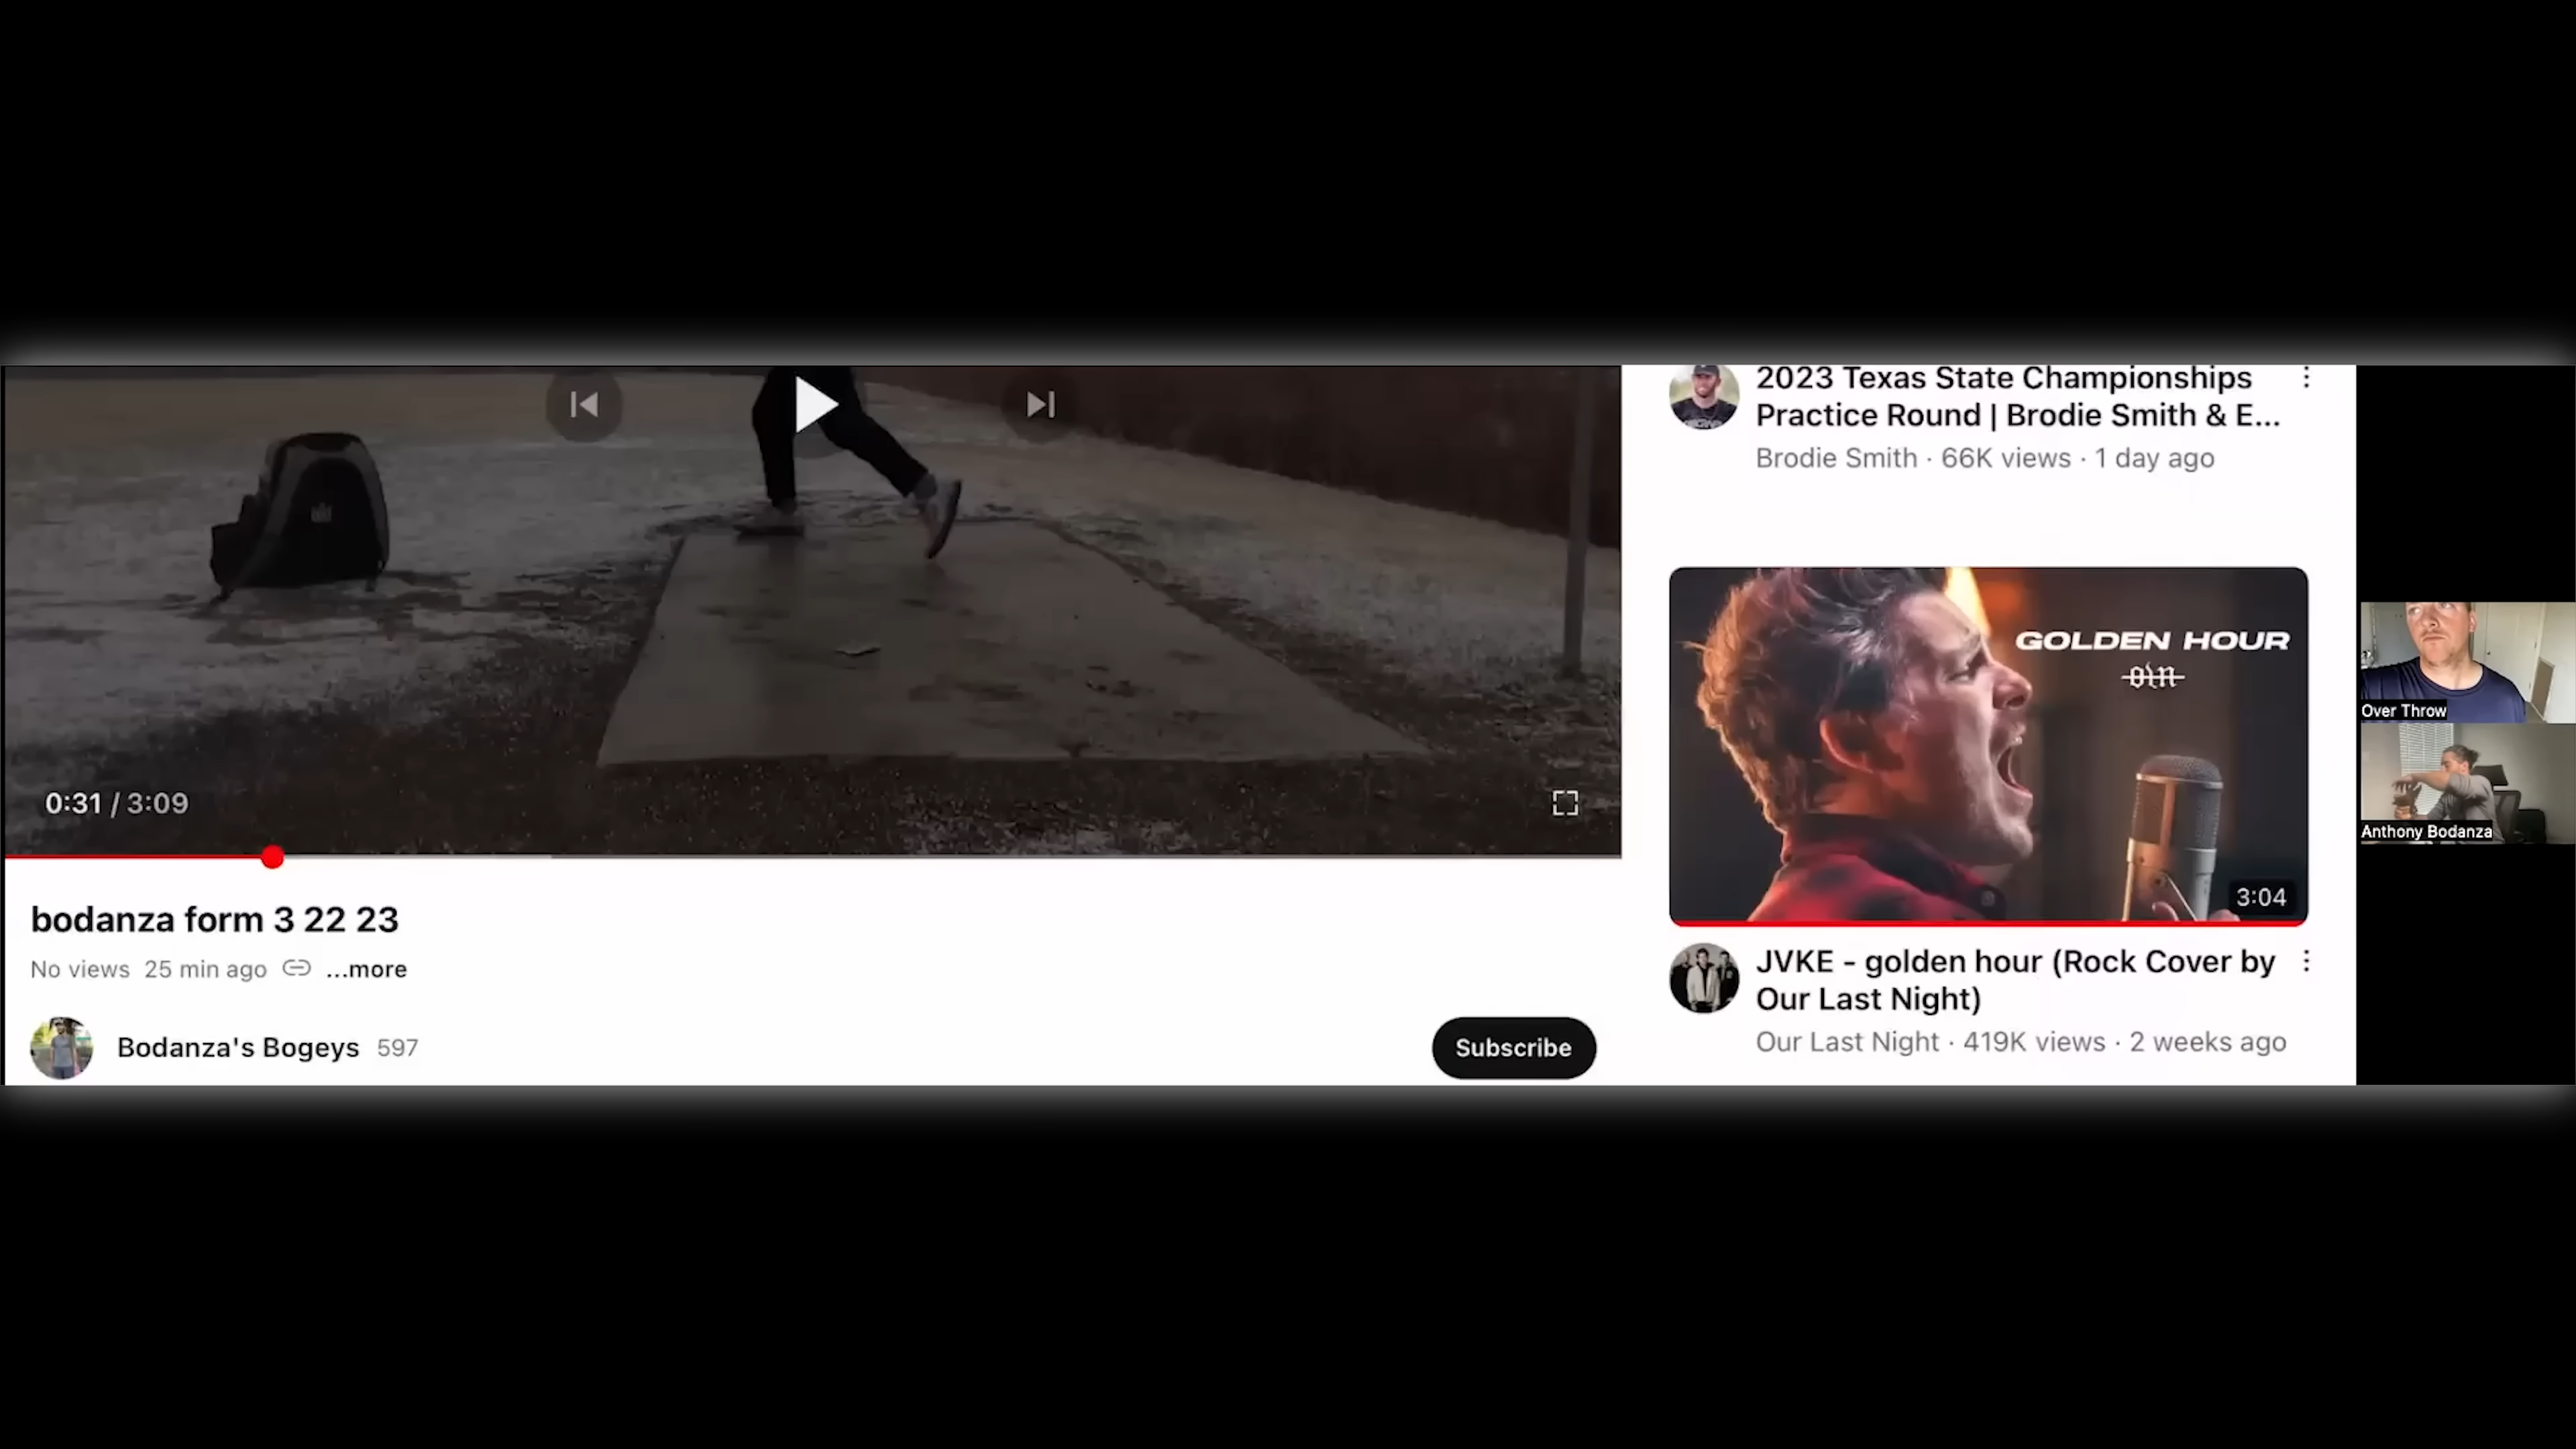 0:31 / 3:09
bodanza form 3 22 23
No views 25 min ago ...more
Bodanza's Bogeys 597
Subscribe
2023 Texas State Championships
Practice Round | Brodie Smith & E...
Brodie Smith · 66K views · 1 day ago
GOLDEN HOUR
3:04
JVKE - golden hour (Rock Cover by
Our Last Night)
Our Last Night · 419K views · 2 weeks ago
Over Throw
Anthony Bodanza